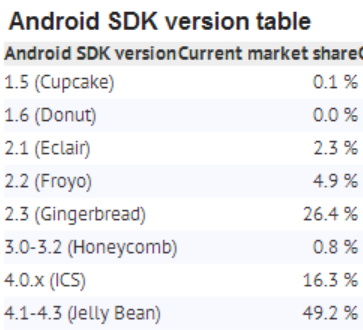 Android SDK version table
Android SDK version Current market share
1.5 (Cupcake) 0.1 %
1.6 (Donut) 0.0 %
2.1 (Eclair) 2.3 %
2.2 (Froyo) 4.9 %
2.3 (Gingerbread) 26.4 %
3.0-3.2 (Honeycomb) 0.8 %
4.0.x (ICS) 16.3 %
4.1-4.3 (Jelly Bean) 49.2 %